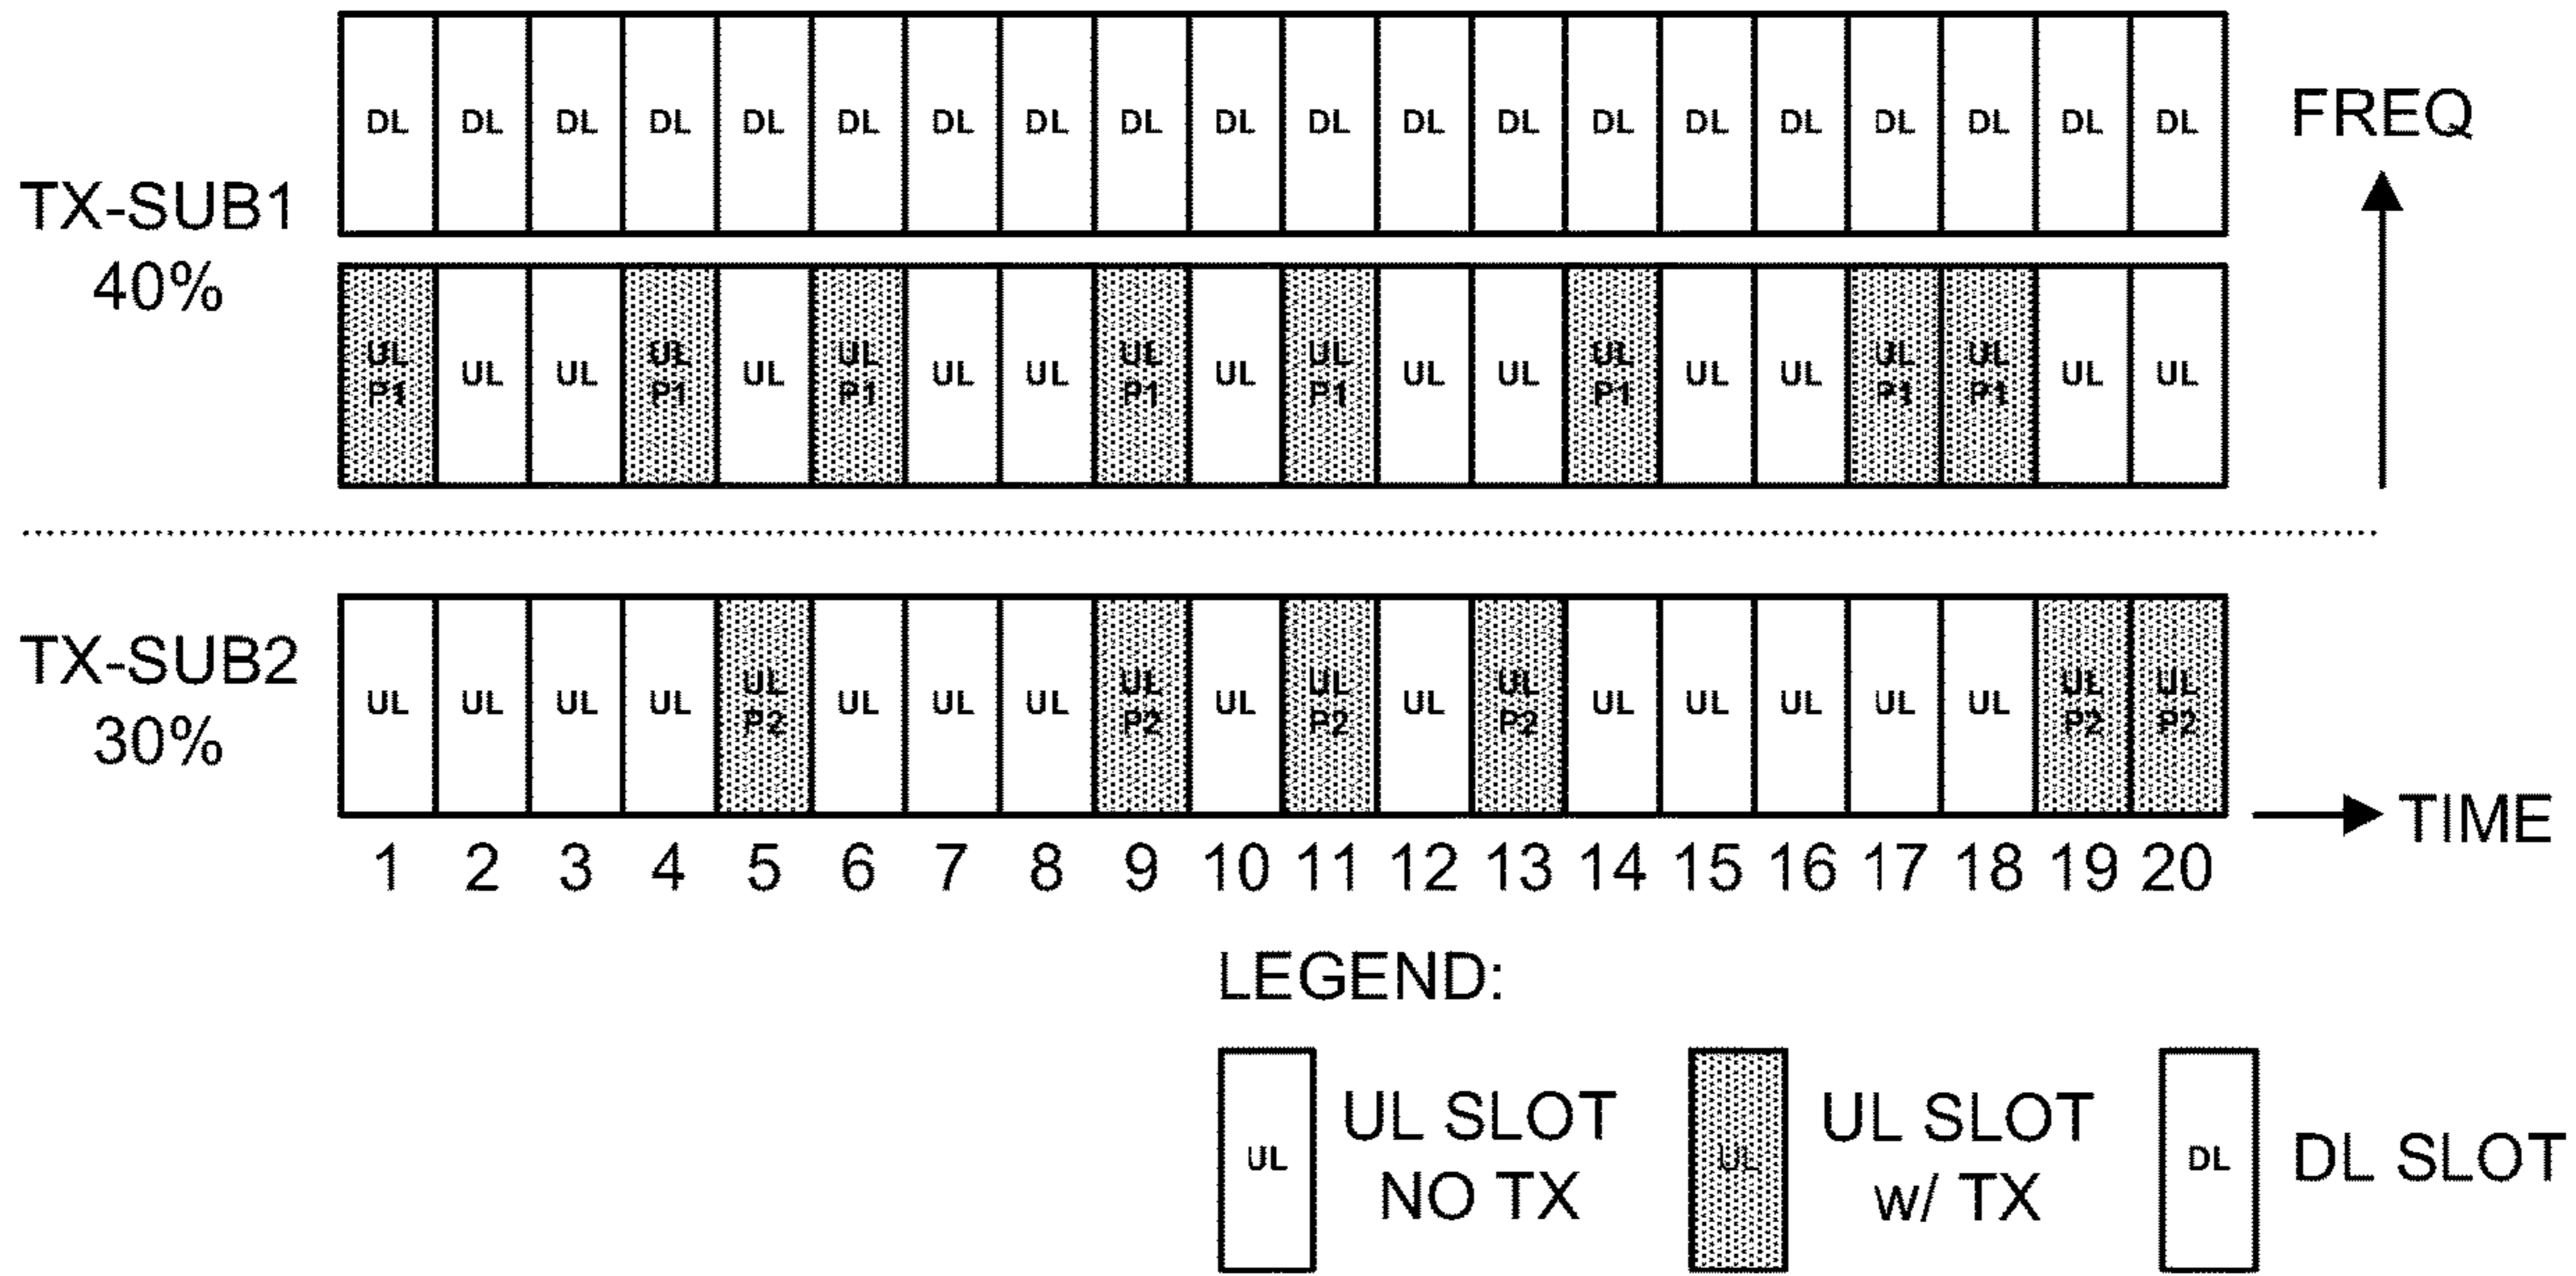 DL DL DL DL DL DL DL DL DL DL DL DL DL DL DL DL DL DL DL DL
FREQ
TX-SUB1
40%
UL P1 UL UL UL P1 UL UL P1 UL UL UL P1 UL UL P1 UL UL UL P1 UL UL UL P1 UL P1 UL UL
TX-SUB2
30%
UL UL UL UL UL P2 UL UL UL UL P2 UL UL P2 UL UL P2 UL UL UL UL UL UL P2 UL P2
TIME
1 2 3 4 5 6 7 8 9 10 11 12 13 14 15 16 17 18 19 20
LEGEND:
UL
UL SLOT
NO TX
UL
UL SLOT
w/ TX
DL
DL SLOT